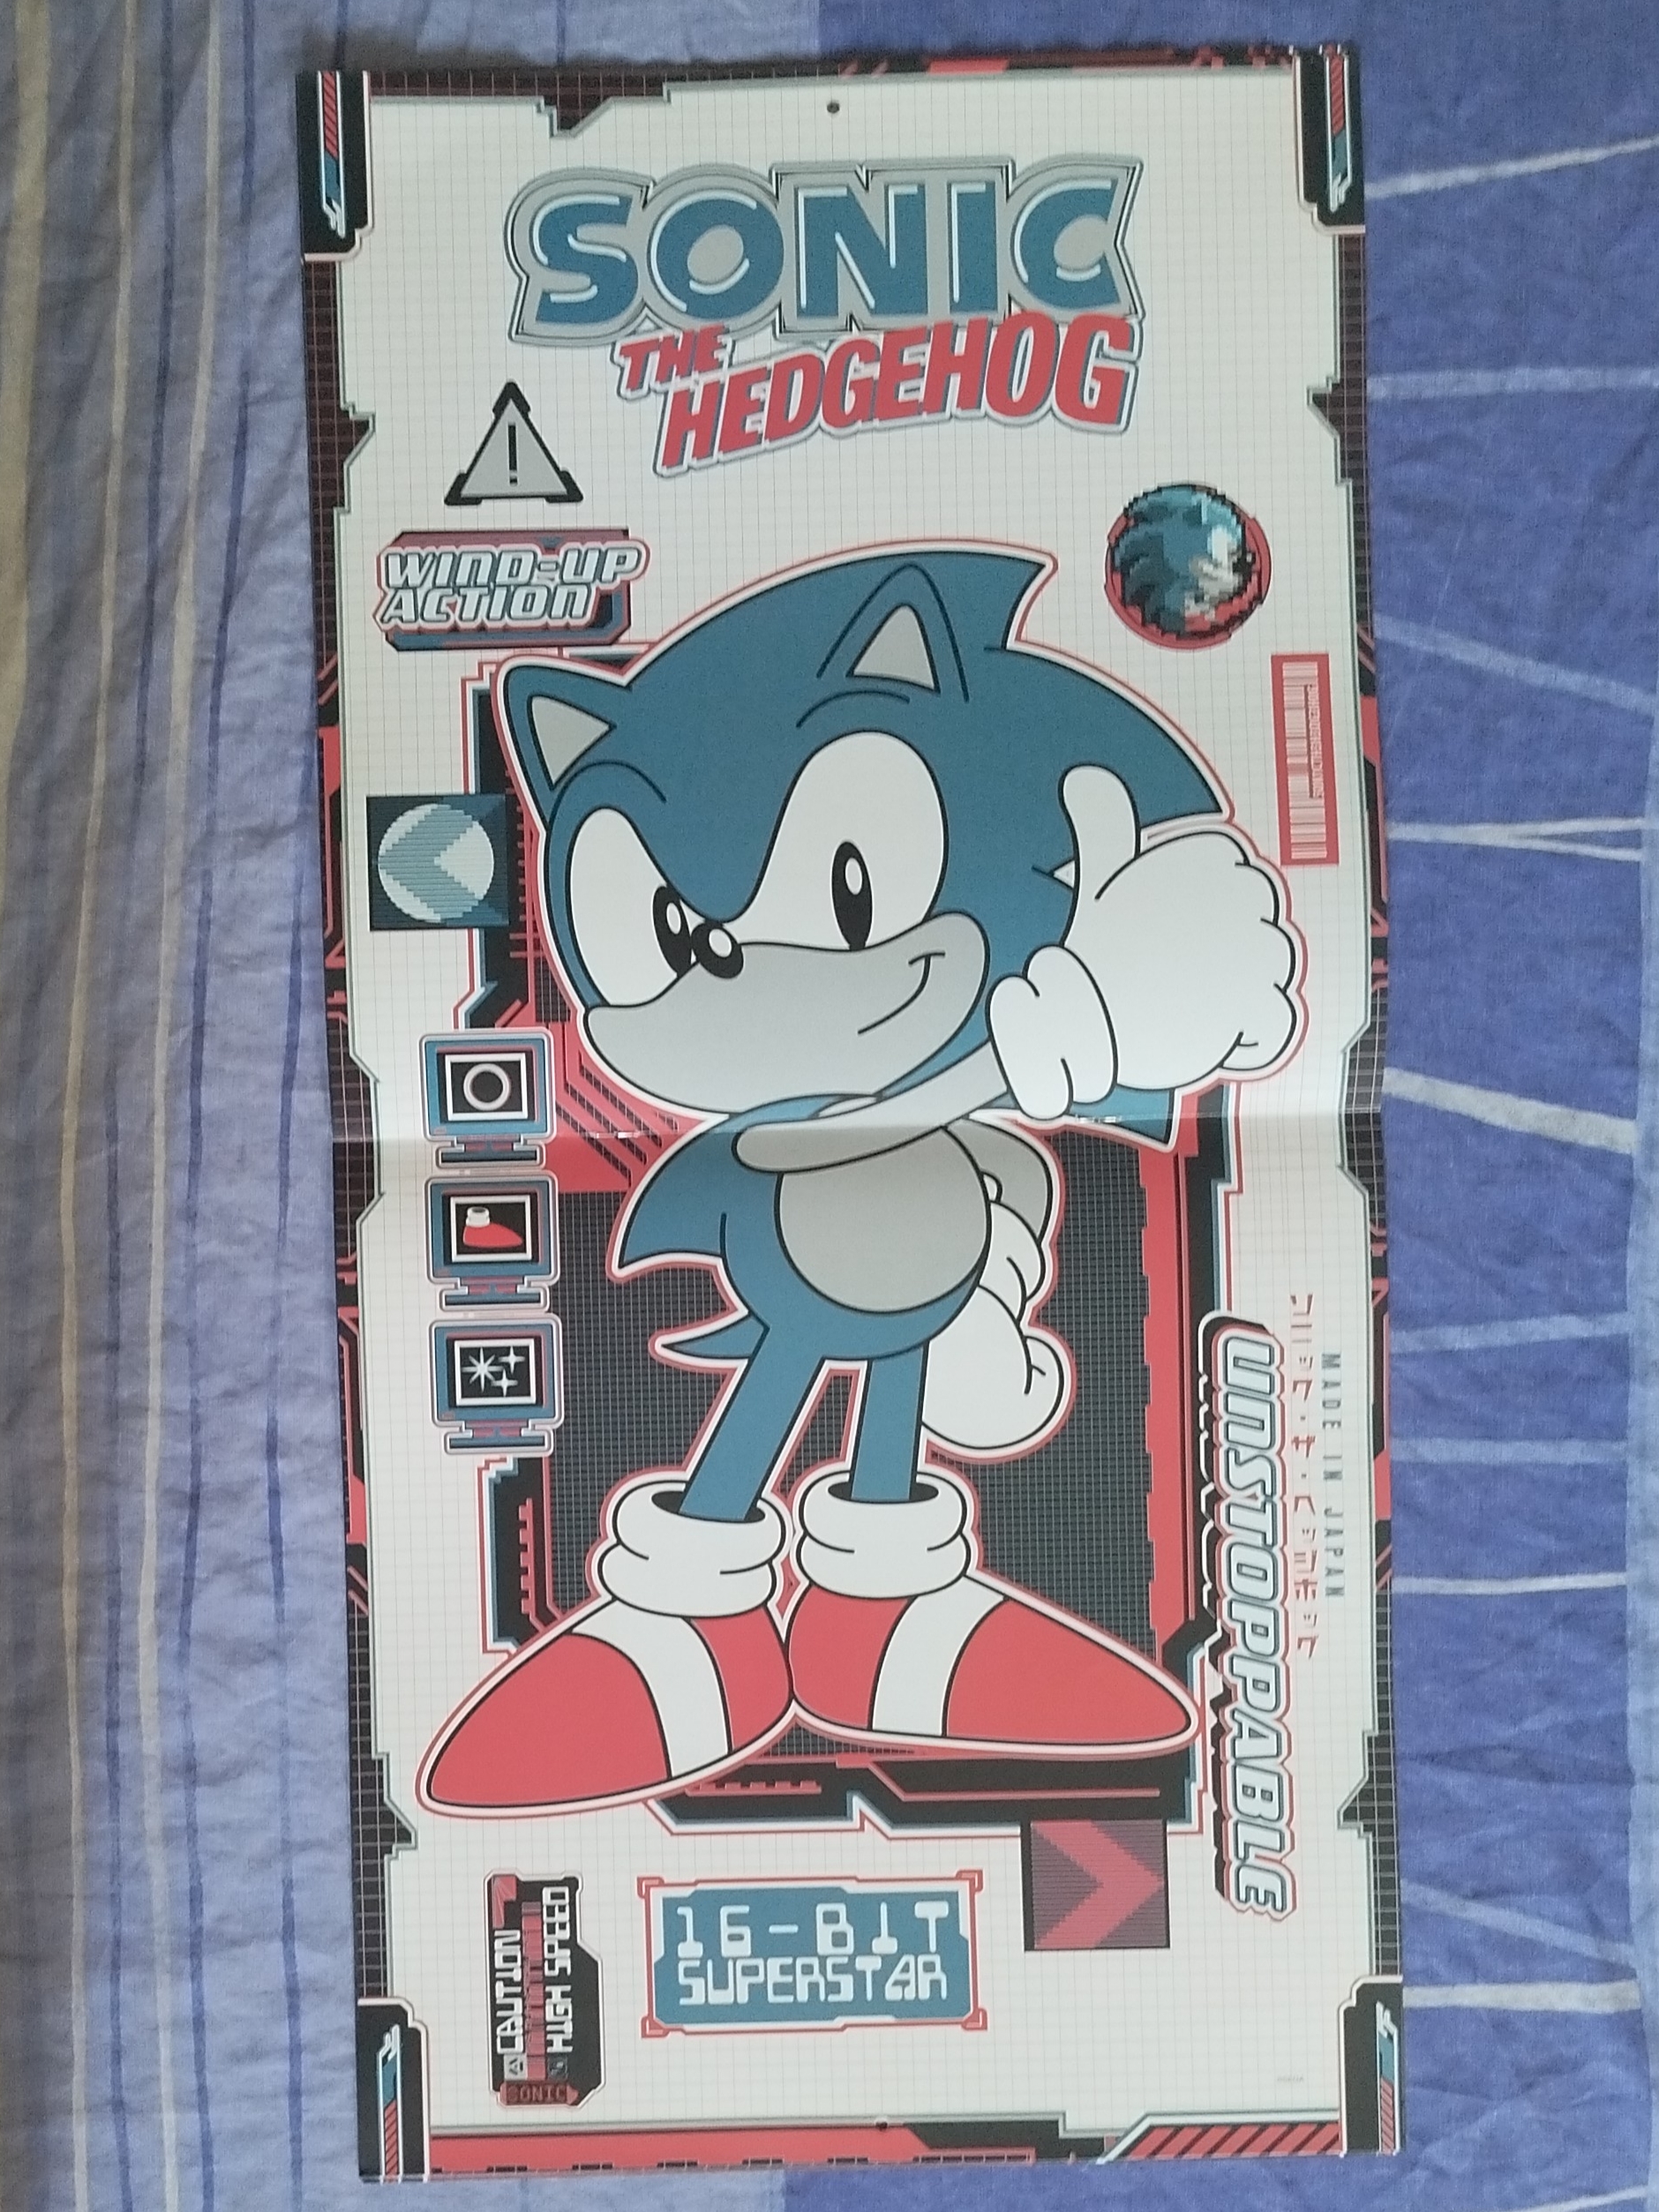 SONIC
THE
HEDGEHOG
WIND-UP
ACTION
MADE IN JAPAN
ソニック・ザ・ヘッジホッグ
UNSTOPPABLE
16-BIT
SUPERSTAR
CAUTION
HIGH SPEED
SONIC